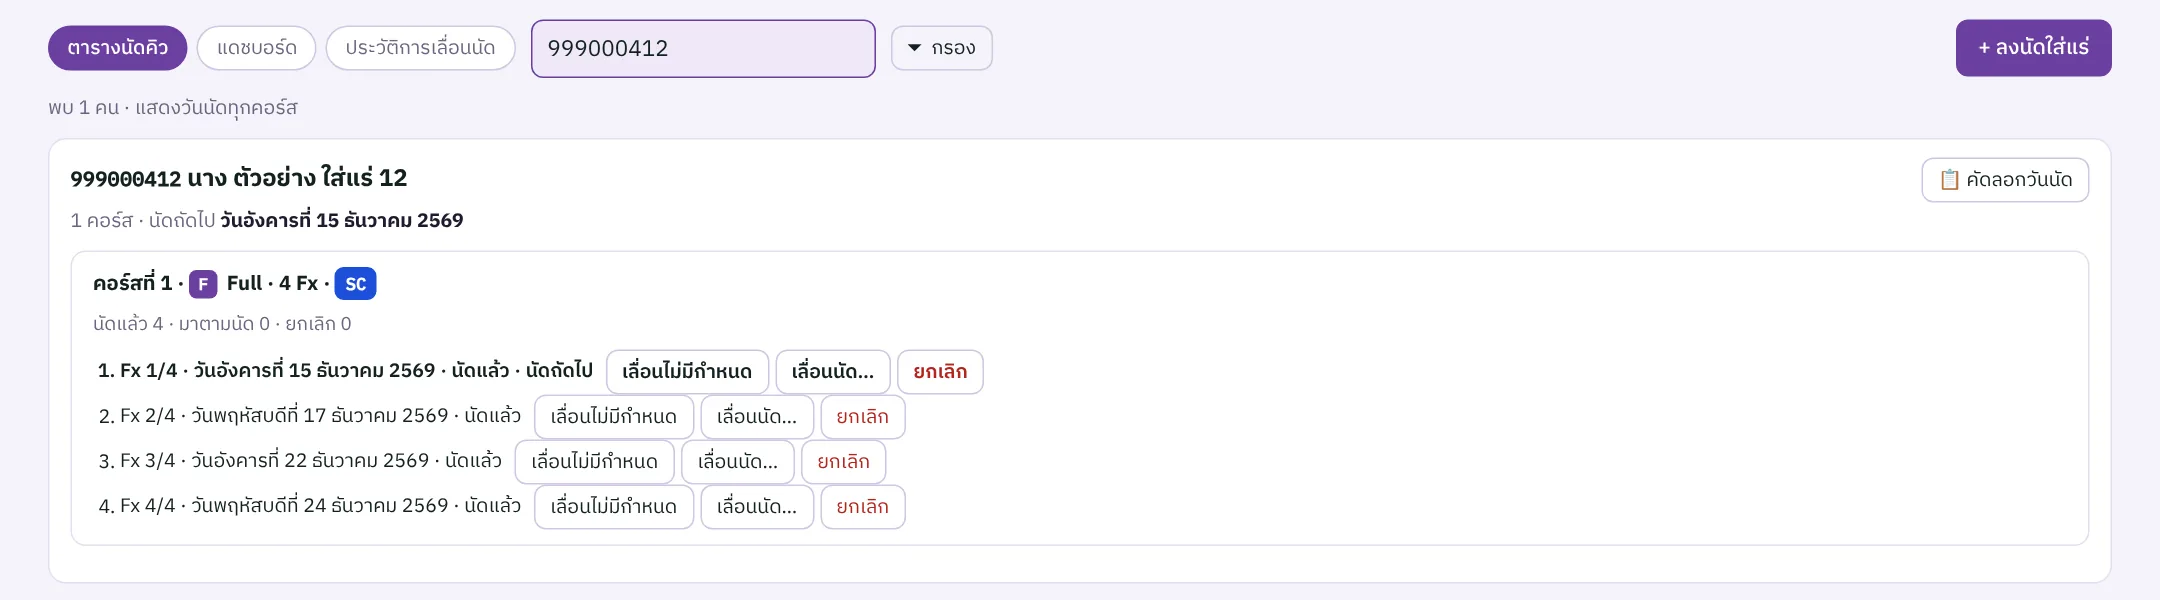 ตารางนัดคิว แดชบอร์ด ประวัติการเลื่อนนัด 999000412 กรอง + ลงนัดใส่แร่
พบ 1 คน · แสดงวันนัดทุกคอร์ส
999000412 นาง ตัวอย่าง ใส่แร่ 12 คัดลอกวันนัด
1 คอร์ส · นัดถัดไป วันอังคารที่ 15 ธันวาคม 2569
คอร์สที่ 1 · F Full · 4 Fx · SC
นัดแล้ว 4 · มาตามนัด 0 · ยกเลิก 0
1. Fx 1/4 · วันอังคารที่ 15 ธันวาคม 2569 · นัดแล้ว · นัดถัดไป เลื่อนไม่มีกำหนด เลื่อนนัด... ยกเลิก
2. Fx 2/4 · วันพฤหัสบดีที่ 17 ธันวาคม 2569 · นัดแล้ว เลื่อนไม่มีกำหนด เลื่อนนัด... ยกเลิก
3. Fx 3/4 · วันอังคารที่ 22 ธันวาคม 2569 · นัดแล้ว เลื่อนไม่มีกำหนด เลื่อนนัด... ยกเลิก
4. Fx 4/4 · วันพฤหัสบดีที่ 24 ธันวาคม 2569 · นัดแล้ว เลื่อนไม่มีกำหนด เลื่อนนัด... ยกเลิก